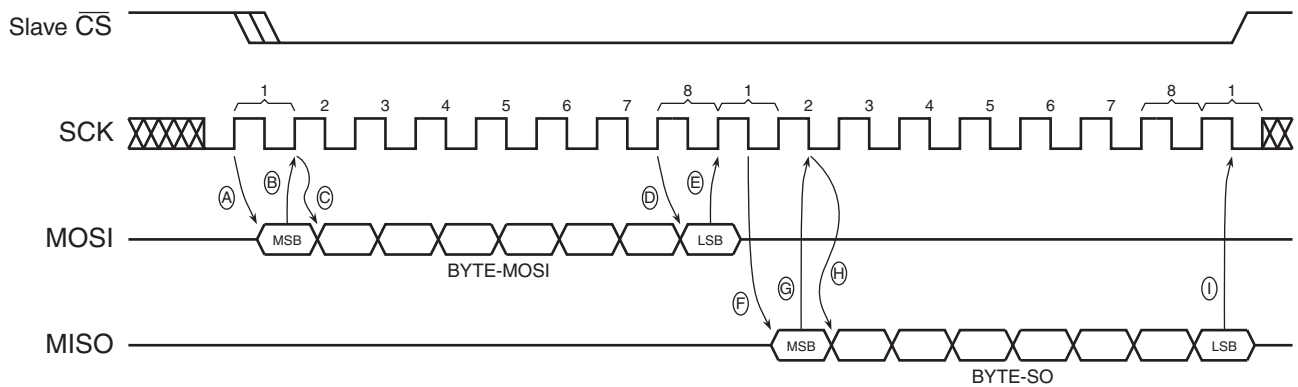 Slave CS
1 2 3 4 5 6 7 8 1 2 3 4 5 6 7 8 1
SCK
A B C D E
MOSI MSB LSB
BYTE-MOSI
F G H I
MISO MSB LSB
BYTE-SO